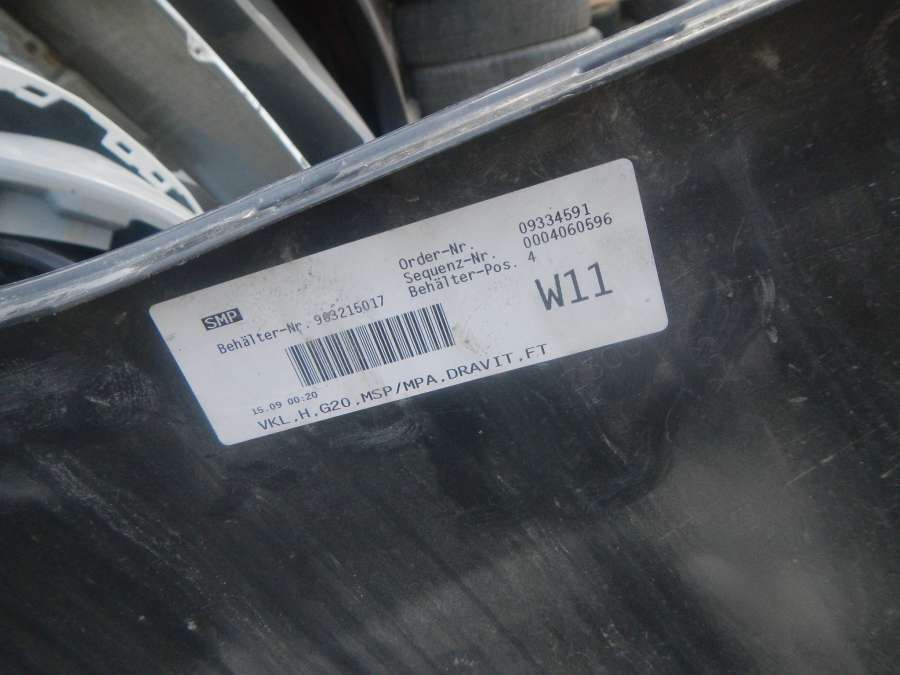 SMP
Behälter-Nr. 983215017
Order-Nr. 09334591
Sequenz-Nr. 0004060596
Behälter-Pos. 4
W11
15.09 00:20
VKL.H.G20.MSP/MPA.DRAVIT.FT